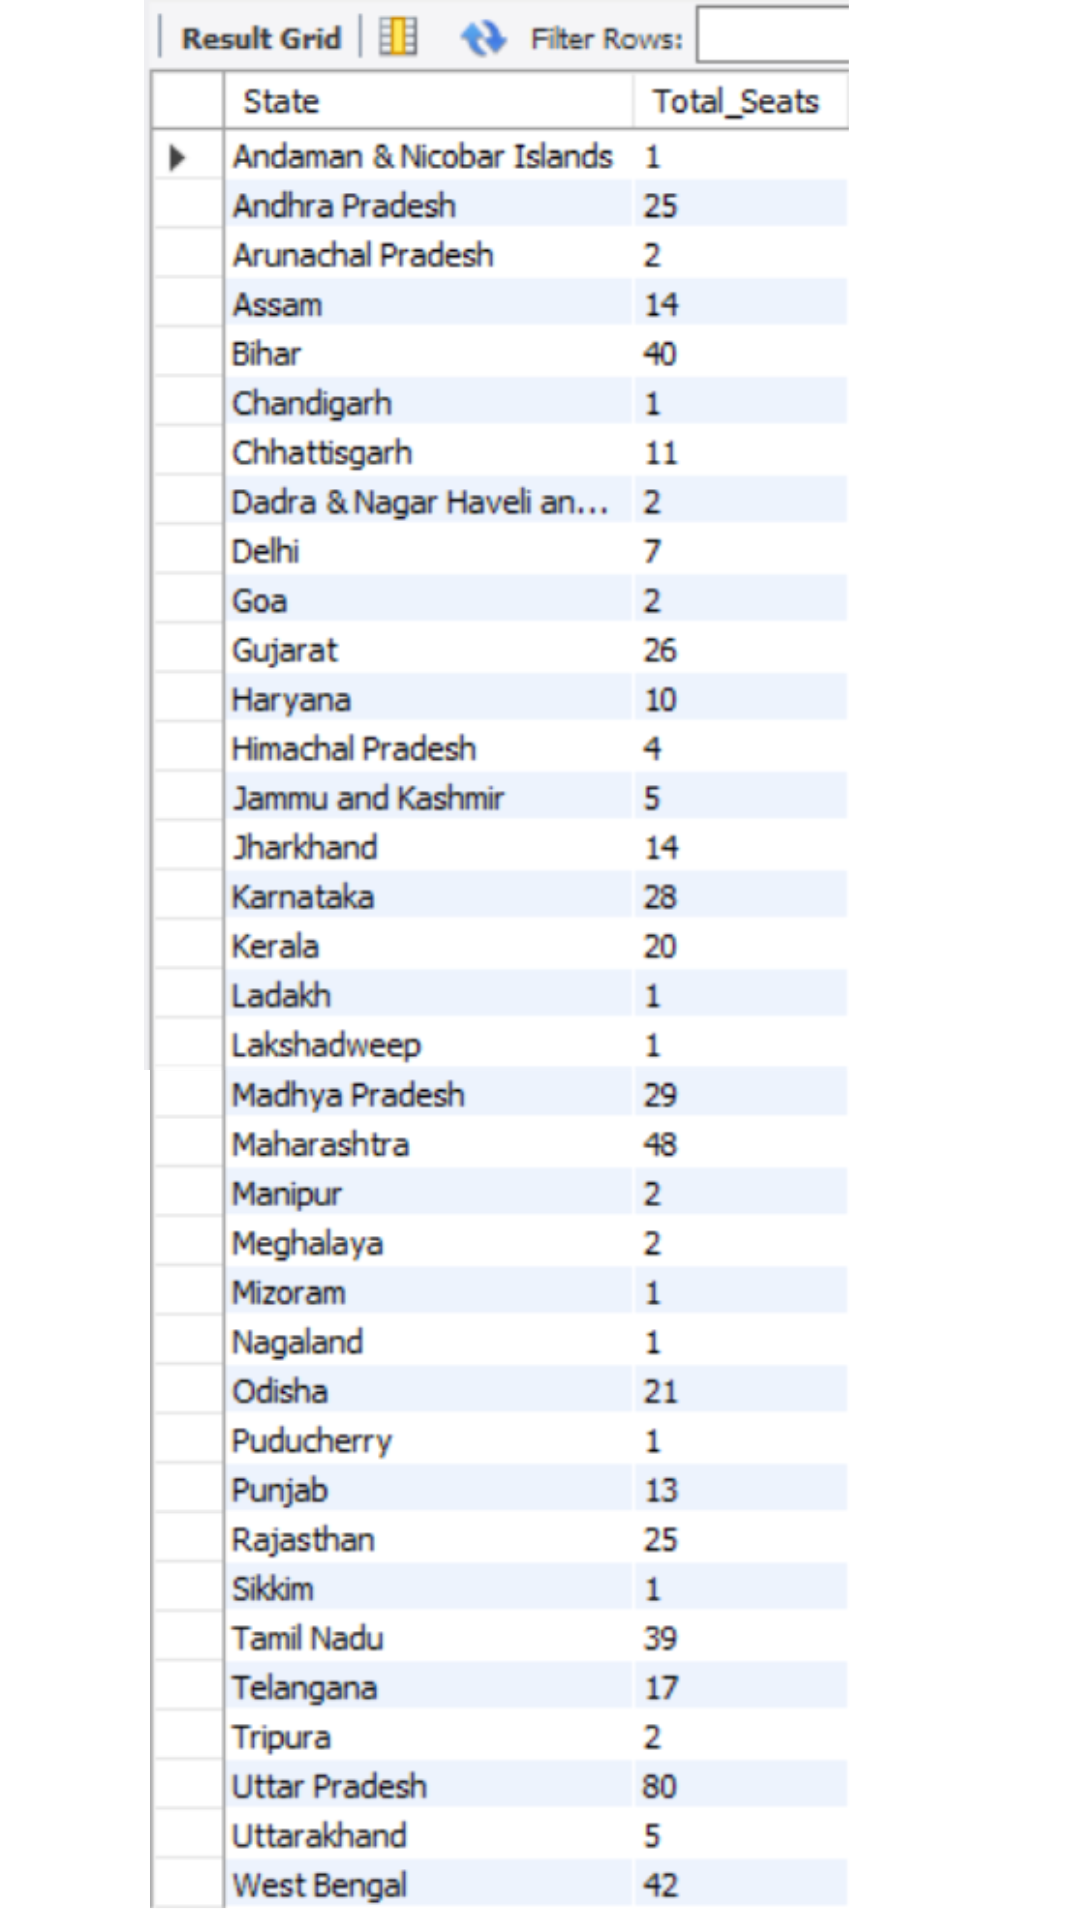 Result Grid Filter Rows:
State Total_Seats
Andaman & Nicobar Islands 1
Andhra Pradesh 25
Arunachal Pradesh 2
Assam 14
Bihar 40
Chandigarh 1
Chhattisgarh 11
Dadra & Nagar Haveli an... 2
Delhi 7
Goa 2
Gujarat 26
Haryana 10
Himachal Pradesh 4
Jammu and Kashmir 5
Jharkhand 14
Karnataka 28
Kerala 20
Ladakh 1
Lakshadweep 1
Madhya Pradesh 29
Maharashtra 48
Manipur 2
Meghalaya 2
Mizoram 1
Nagaland 1
Odisha 21
Puducherry 1
Punjab 13
Rajasthan 25
Sikkim 1
Tamil Nadu 39
Telangana 17
Tripura 2
Uttar Pradesh 80
Uttarakhand 5
West Bengal 42